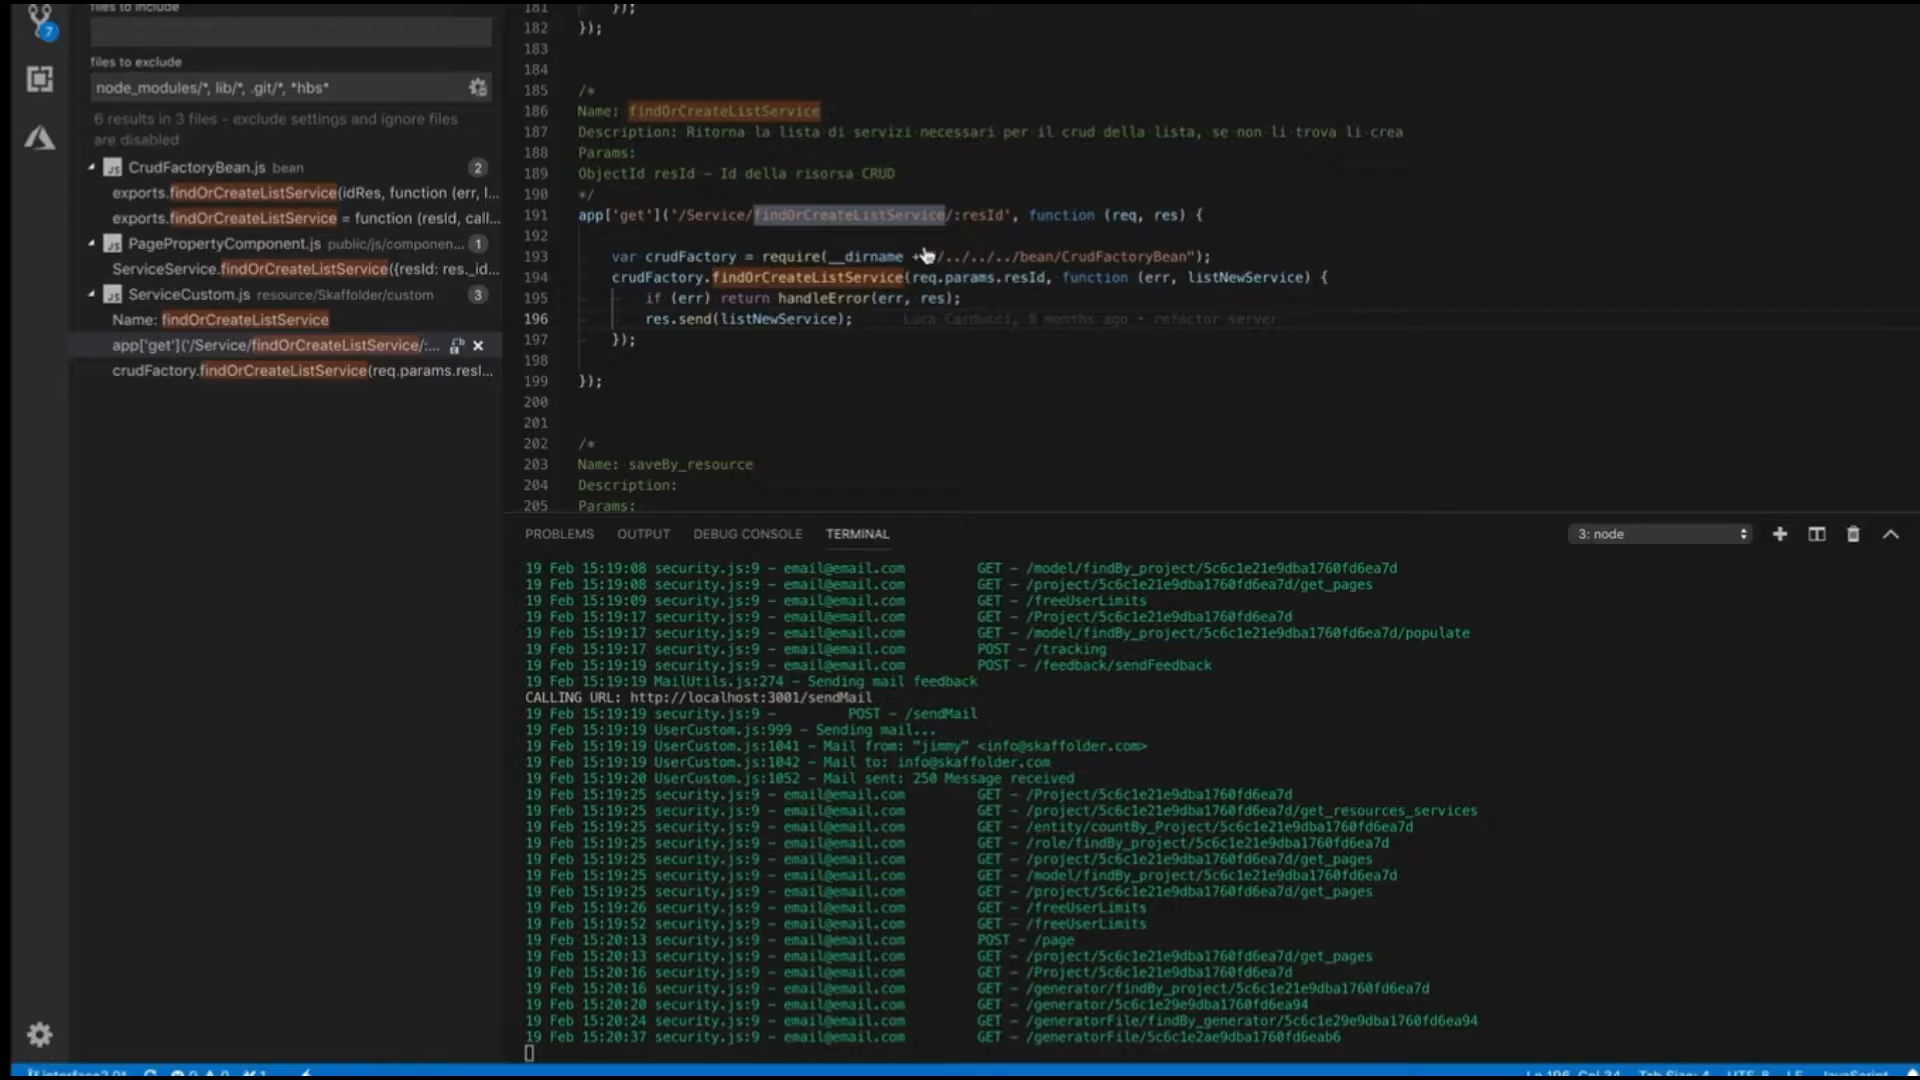 files to include
7
files to exclude
node_modules/*, lib/*, .git/*, *hbs*
6 results in 3 files - exclude settings and ignore files
are disabled
CrudFactoryBean.js bean 2
exports.findOrCreateListService(idRes, function (err, l...
exports.findOrCreateListService = function (resId, call...
PagePropertyComponent.js public/js/componen... 1
ServiceService.findOrCreateListService({resId: res._id...
ServiceCustom.js resource/Skaffolder/custom 3
Name: findOrCreateListService
app['get']('/Service/findOrCreateListService/:...
crudFactory.findOrCreateListService(req.params.resI...
181 });
182 });
183
184
185 /*
186 Name: findOrCreateListService
187 Description: Ritorna la lista di servizi necessari per il crud della lista, se non li trova li crea
188 Params:
189 ObjectId resId - Id della risorsa CRUD
190 */
191 app['get']('/Service/findOrCreateListService/:resId', function (req, res) {
192
193 var crudFactory = require(__dirname + /../../../bean/CrudFactoryBean");
194 crudFactory.findOrCreateListService(req.params.resId, function (err, listNewService) {
195 if (err) return handleError(err, res);
196 res.send(listNewService); Luca Carducci, 9 months ago • refactor server
197 });
198
199 });
200
201
202 /*
203 Name: saveBy_resource
204 Description:
205 Params:
PROBLEMS OUTPUT DEBUG CONSOLE TERMINAL 3: node
19 Feb 15:19:08 security.js:9 - email@email.com GET - /model/findBy_project/5c6c1e21e9dba1760fd6ea7d
19 Feb 15:19:08 security.js:9 - email@email.com GET - /project/5c6c1e21e9dba1760fd6ea7d/get_pages
19 Feb 15:19:09 security.js:9 - email@email.com GET - /freeUserLimits
19 Feb 15:19:17 security.js:9 - email@email.com GET - /Project/5c6c1e21e9dba1760fd6ea7d
19 Feb 15:19:17 security.js:9 - email@email.com GET - /model/findBy_project/5c6c1e21e9dba1760fd6ea7d/populate
19 Feb 15:19:17 security.js:9 - email@email.com POST - /tracking
19 Feb 15:19:19 security.js:9 - email@email.com POST - /feedback/sendFeedback
19 Feb 15:19:19 MailUtils.js:274 - Sending mail feedback
CALLING URL: http://localhost:3001/sendMail
19 Feb 15:19:19 security.js:9 - POST - /sendMail
19 Feb 15:19:19 UserCustom.js:999 - Sending mail...
19 Feb 15:19:19 UserCustom.js:1041 - Mail from: "jimmy" <info@skaffolder.com>
19 Feb 15:19:19 UserCustom.js:1042 - Mail to: info@skaffolder.com
19 Feb 15:19:20 UserCustom.js:1052 - Mail sent: 250 Message received
19 Feb 15:19:25 security.js:9 - email@email.com GET - /Project/5c6c1e21e9dba1760fd6ea7d
19 Feb 15:19:25 security.js:9 - email@email.com GET - /project/5c6c1e21e9dba1760fd6ea7d/get_resources_services
19 Feb 15:19:25 security.js:9 - email@email.com GET - /entity/countBy_Project/5c6c1e21e9dba1760fd6ea7d
19 Feb 15:19:25 security.js:9 - email@email.com GET - /role/findBy_project/5c6c1e21e9dba1760fd6ea7d
19 Feb 15:19:25 security.js:9 - email@email.com GET - /project/5c6c1e21e9dba1760fd6ea7d/get_pages
19 Feb 15:19:25 security.js:9 - email@email.com GET - /model/findBy_project/5c6c1e21e9dba1760fd6ea7d
19 Feb 15:19:25 security.js:9 - email@email.com GET - /project/5c6c1e21e9dba1760fd6ea7d/get_pages
19 Feb 15:19:26 security.js:9 - email@email.com GET - /freeUserLimits
19 Feb 15:19:52 security.js:9 - email@email.com GET - /freeUserLimits
19 Feb 15:20:13 security.js:9 - email@email.com POST - /page
19 Feb 15:20:13 security.js:9 - email@email.com GET - /project/5c6c1e21e9dba1760fd6ea7d/get_pages
19 Feb 15:20:16 security.js:9 - email@email.com GET - /Project/5c6c1e21e9dba1760fd6ea7d
19 Feb 15:20:16 security.js:9 - email@email.com GET - /generator/findBy_project/5c6c1e21e9dba1760fd6ea7d
19 Feb 15:20:20 security.js:9 - email@email.com GET - /generator/5c6c1e29e9dba1760fd6ea94
19 Feb 15:20:24 security.js:9 - email@email.com GET - /generatorFile/findBy_generator/5c6c1e29e9dba1760fd6ea94
19 Feb 15:20:37 security.js:9 - email@email.com GET - /generatorFile/5c6c1e2ae9dba1760fd6eab6
Ln 196, Col 34 Tab Size: 4 UTF-8 LF JavaScript